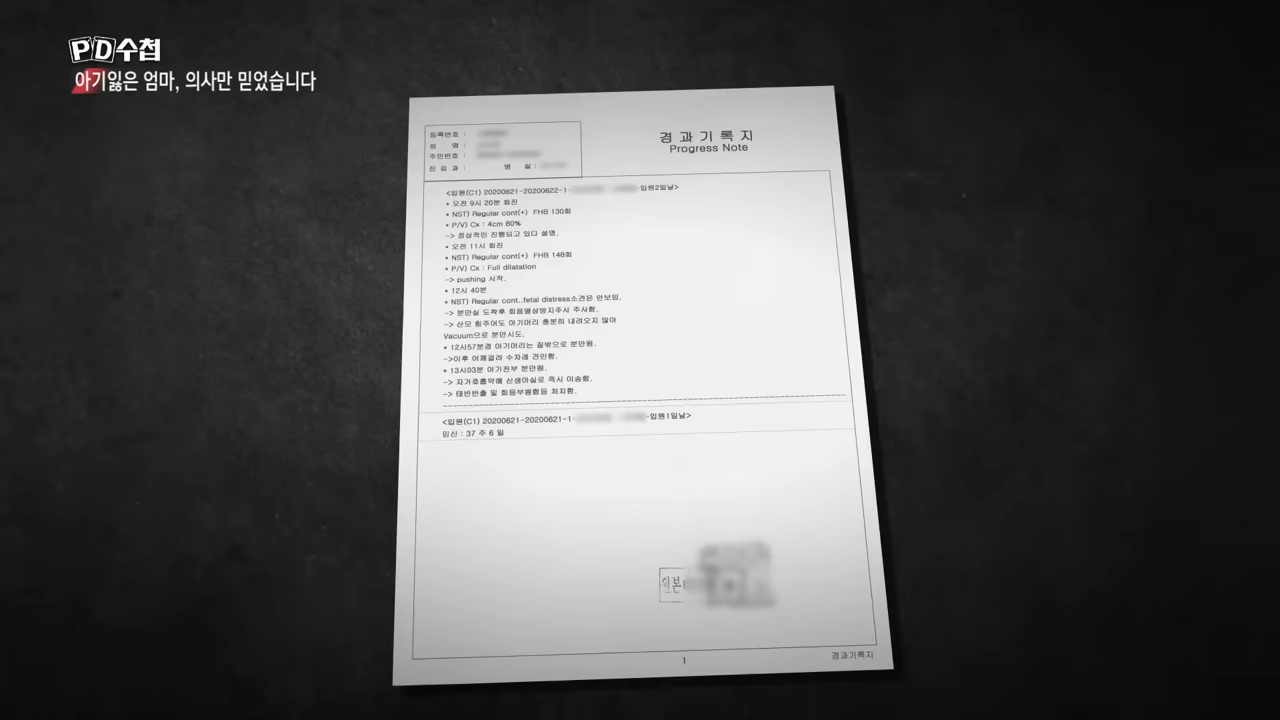 PD수첩
아기잃은 엄마, 의사만 믿었습니다
등록번호 :
성 명 :
주민번호 :
진료과 : 병 실 :
경과기록지
Progress Note
<입원(C1) 20200621-20200622-1- -입원2일날>
* 오전 9시 20분 회진
* NST) Regular cont(+) FHB 130회
* P/V) Cx : 4cm 80%
-> 정상적인 진행되고 있다 설명.
* 오전 11시 회진
* NST) Regular cont(+) FHB 148회
* P/V) Cx : Full dilatation
-> pushing 시작.
* 12시 40분
* NST) Regular cont..fetal distress소견은 안보임.
-> 분만실 도착후 회음열상방지주사 주사함.
-> 산모 힘주어도 아기머리 충분히 내려오지 않아
Vacuum으로 분만시도.
* 12시57분경 아기머리는 질밖으로 분만됨.
->이후 어깨걸려 수차례 견인함.
* 13시03분 아기전부 분만됨.
-> 자가호흡약해 신생아실로 즉시 이송함.
-> 태반반출 및 회음부봉합등 처치함.
<입원(C1) 20200621-20200621-1- -입원1일날>
임신 : 37 주 6 일
원본
1
경과기록지